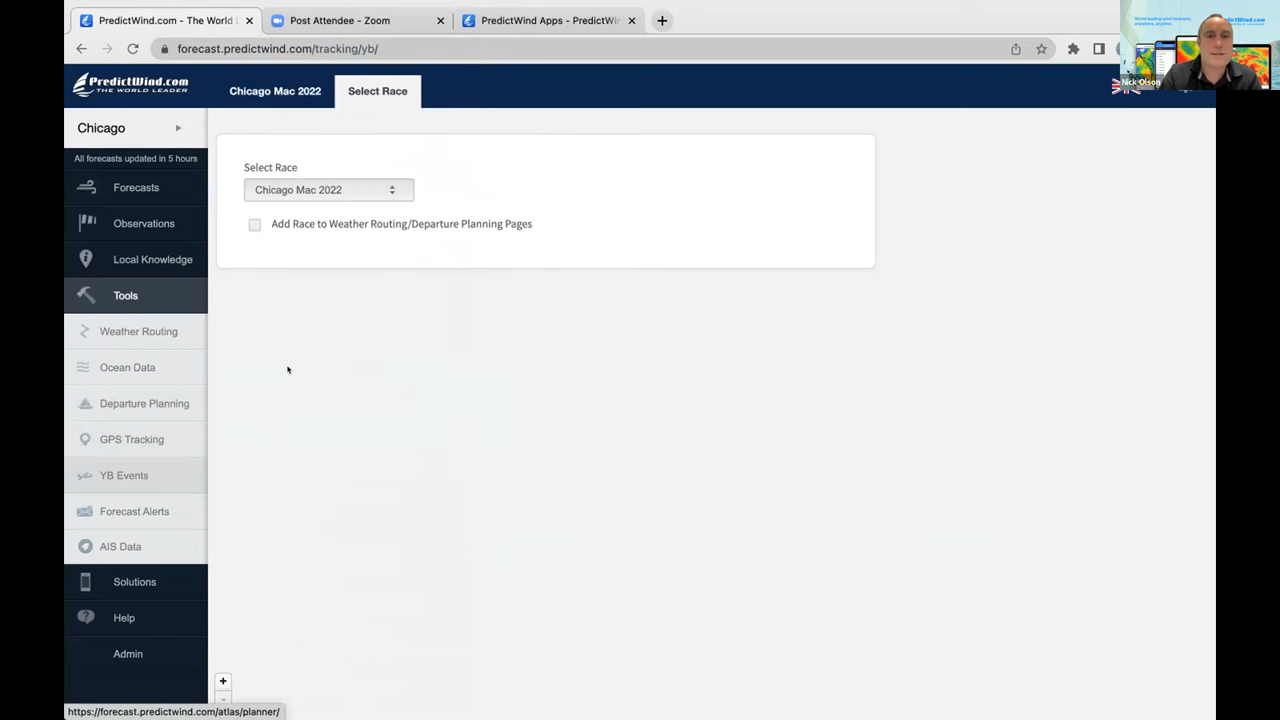 PredictWind.com - The World L
Post Attendee - Zoom
PredictWind Apps - PredictWin
forecast.predictwind.com/tracking/yb/
World leading wind forecasts,
anywhere, anytime.
PredictWind.com
Nick Olson
PredictWind.com
THE WORLD LEADER
Chicago Mac 2022
Select Race
Chicago
All forecasts updated in 5 hours
Forecasts
Observations
Local Knowledge
Tools
Weather Routing
Ocean Data
Departure Planning
GPS Tracking
YB Events
Forecast Alerts
AIS Data
Solutions
Help
Admin
Select Race
Chicago Mac 2022
Add Race to Weather Routing/Departure Planning Pages
+
-
https://forecast.predictwind.com/atlas/planner/